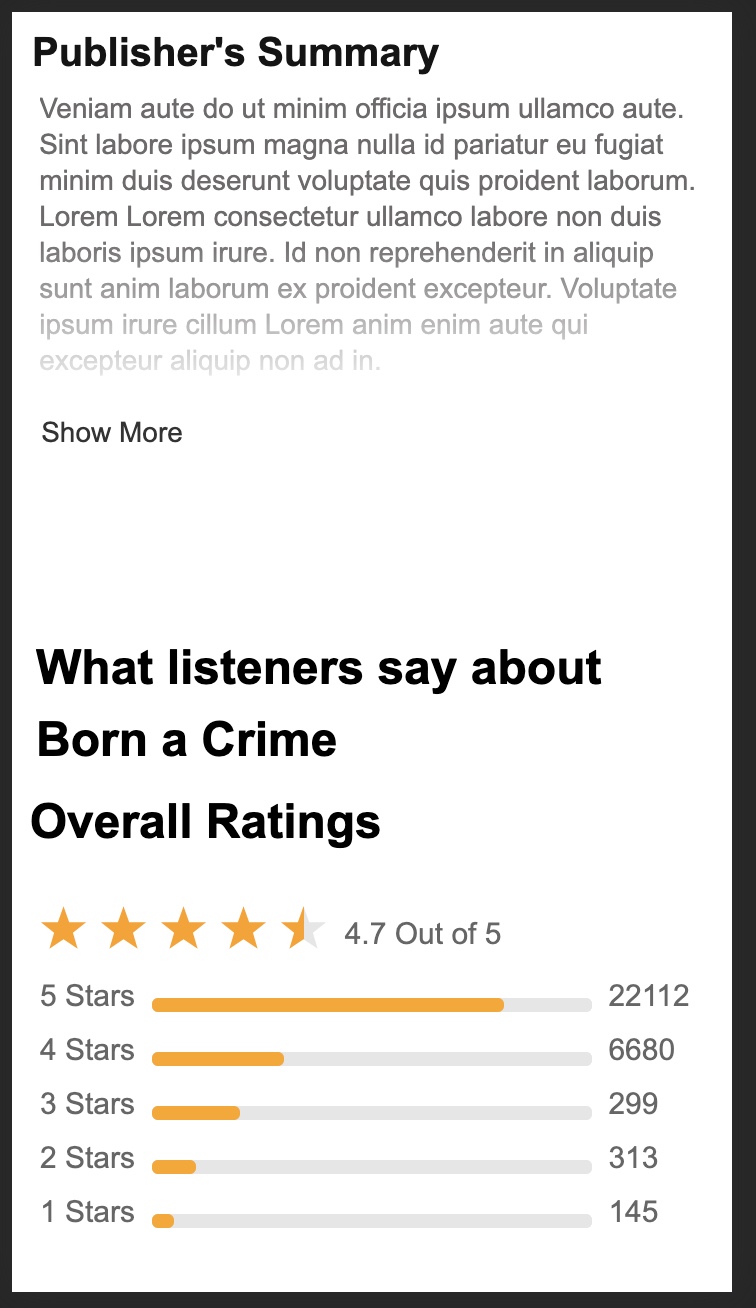 Publisher's Summary
Veniam aute do ut minim officia ipsum ullamco aute.
Sint labore ipsum magna nulla id pariatur eu fugiat
minim duis deserunt voluptate quis proident laborum.
Lorem Lorem consectetur ullamco labore non duis
laboris ipsum irure. Id non reprehenderit in aliquip
sunt anim laborum ex proident excepteur. Voluptate
ipsum irure cillum Lorem anim enim aute qui
excepteur aliquip non ad in.
Show More
What listeners say about
Born a Crime
Overall Ratings
4.7 Out of 5
5 Stars 22112
4 Stars 6680
3 Stars 299
2 Stars 313
1 Stars 145